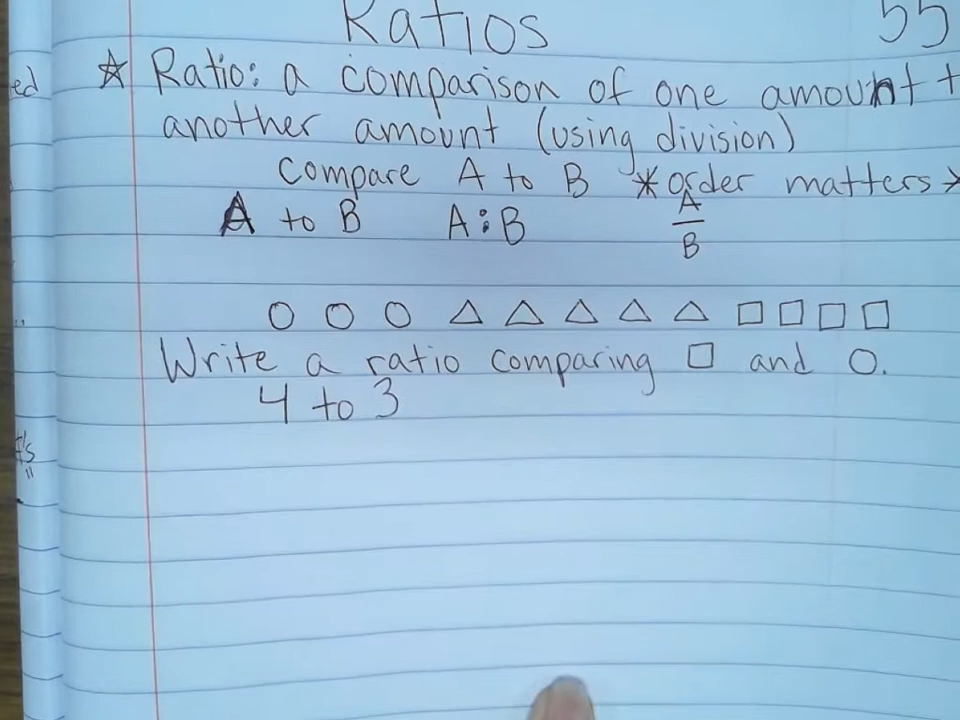 Ratios 55
ed ☆ Ratio: a comparison of one amount t
another amount (using division)
Compare A to B *order matters*
A to B A:B A/B
○ ○ ○ △ △ △ △ △ □ □ □ □
Write a ratio comparing □ and ○.
4 to 3